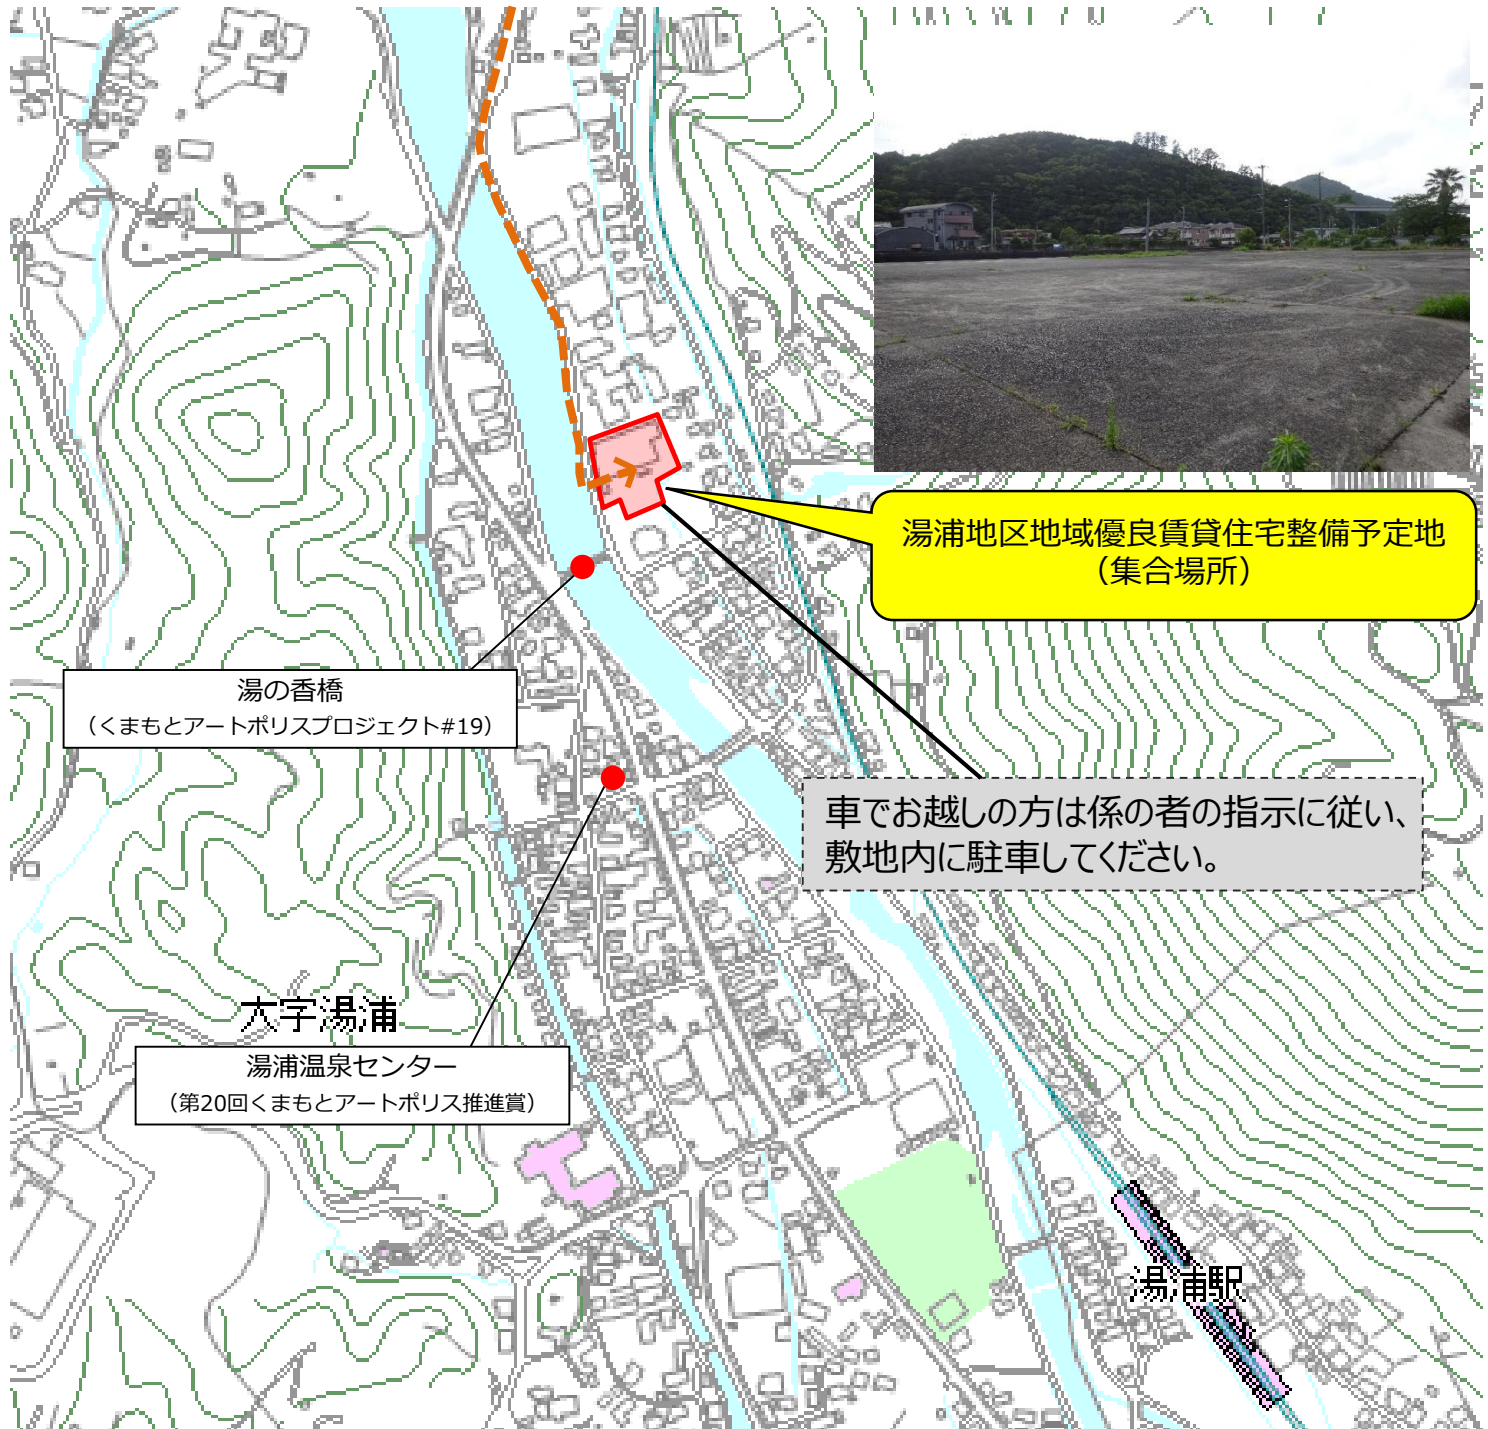 湯浦地区地域優良賃貸住宅整備予定地
（集合場所）
湯の香橋
（くまもとアートポリスプロジェクト#19）
車でお越しの方は係の者の指示に従い、
敷地内に駐車してください。
大字湯浦
湯浦温泉センター
（第20回くまもとアートポリス推進賞）
湯浦駅